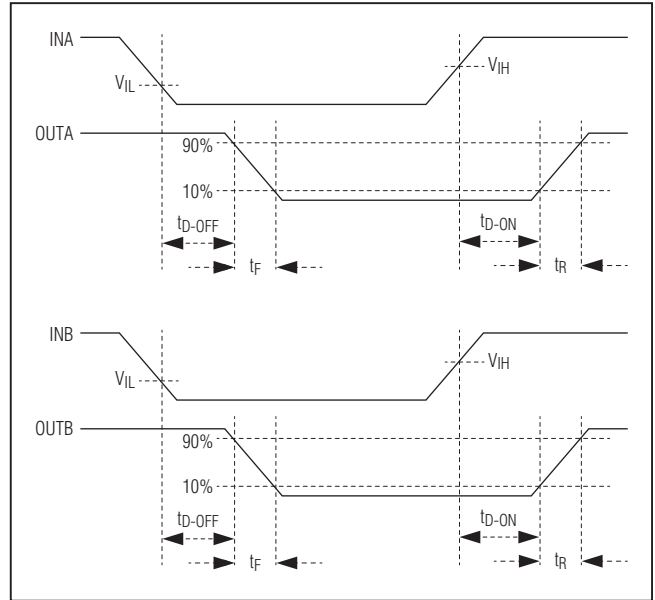 INA
VIL
VIH
OUTA
90%
10%
tD-OFF
tD-ON
tF
tR
INB
VIL
VIH
OUTB
90%
10%
tD-OFF
tD-ON
tF
tR